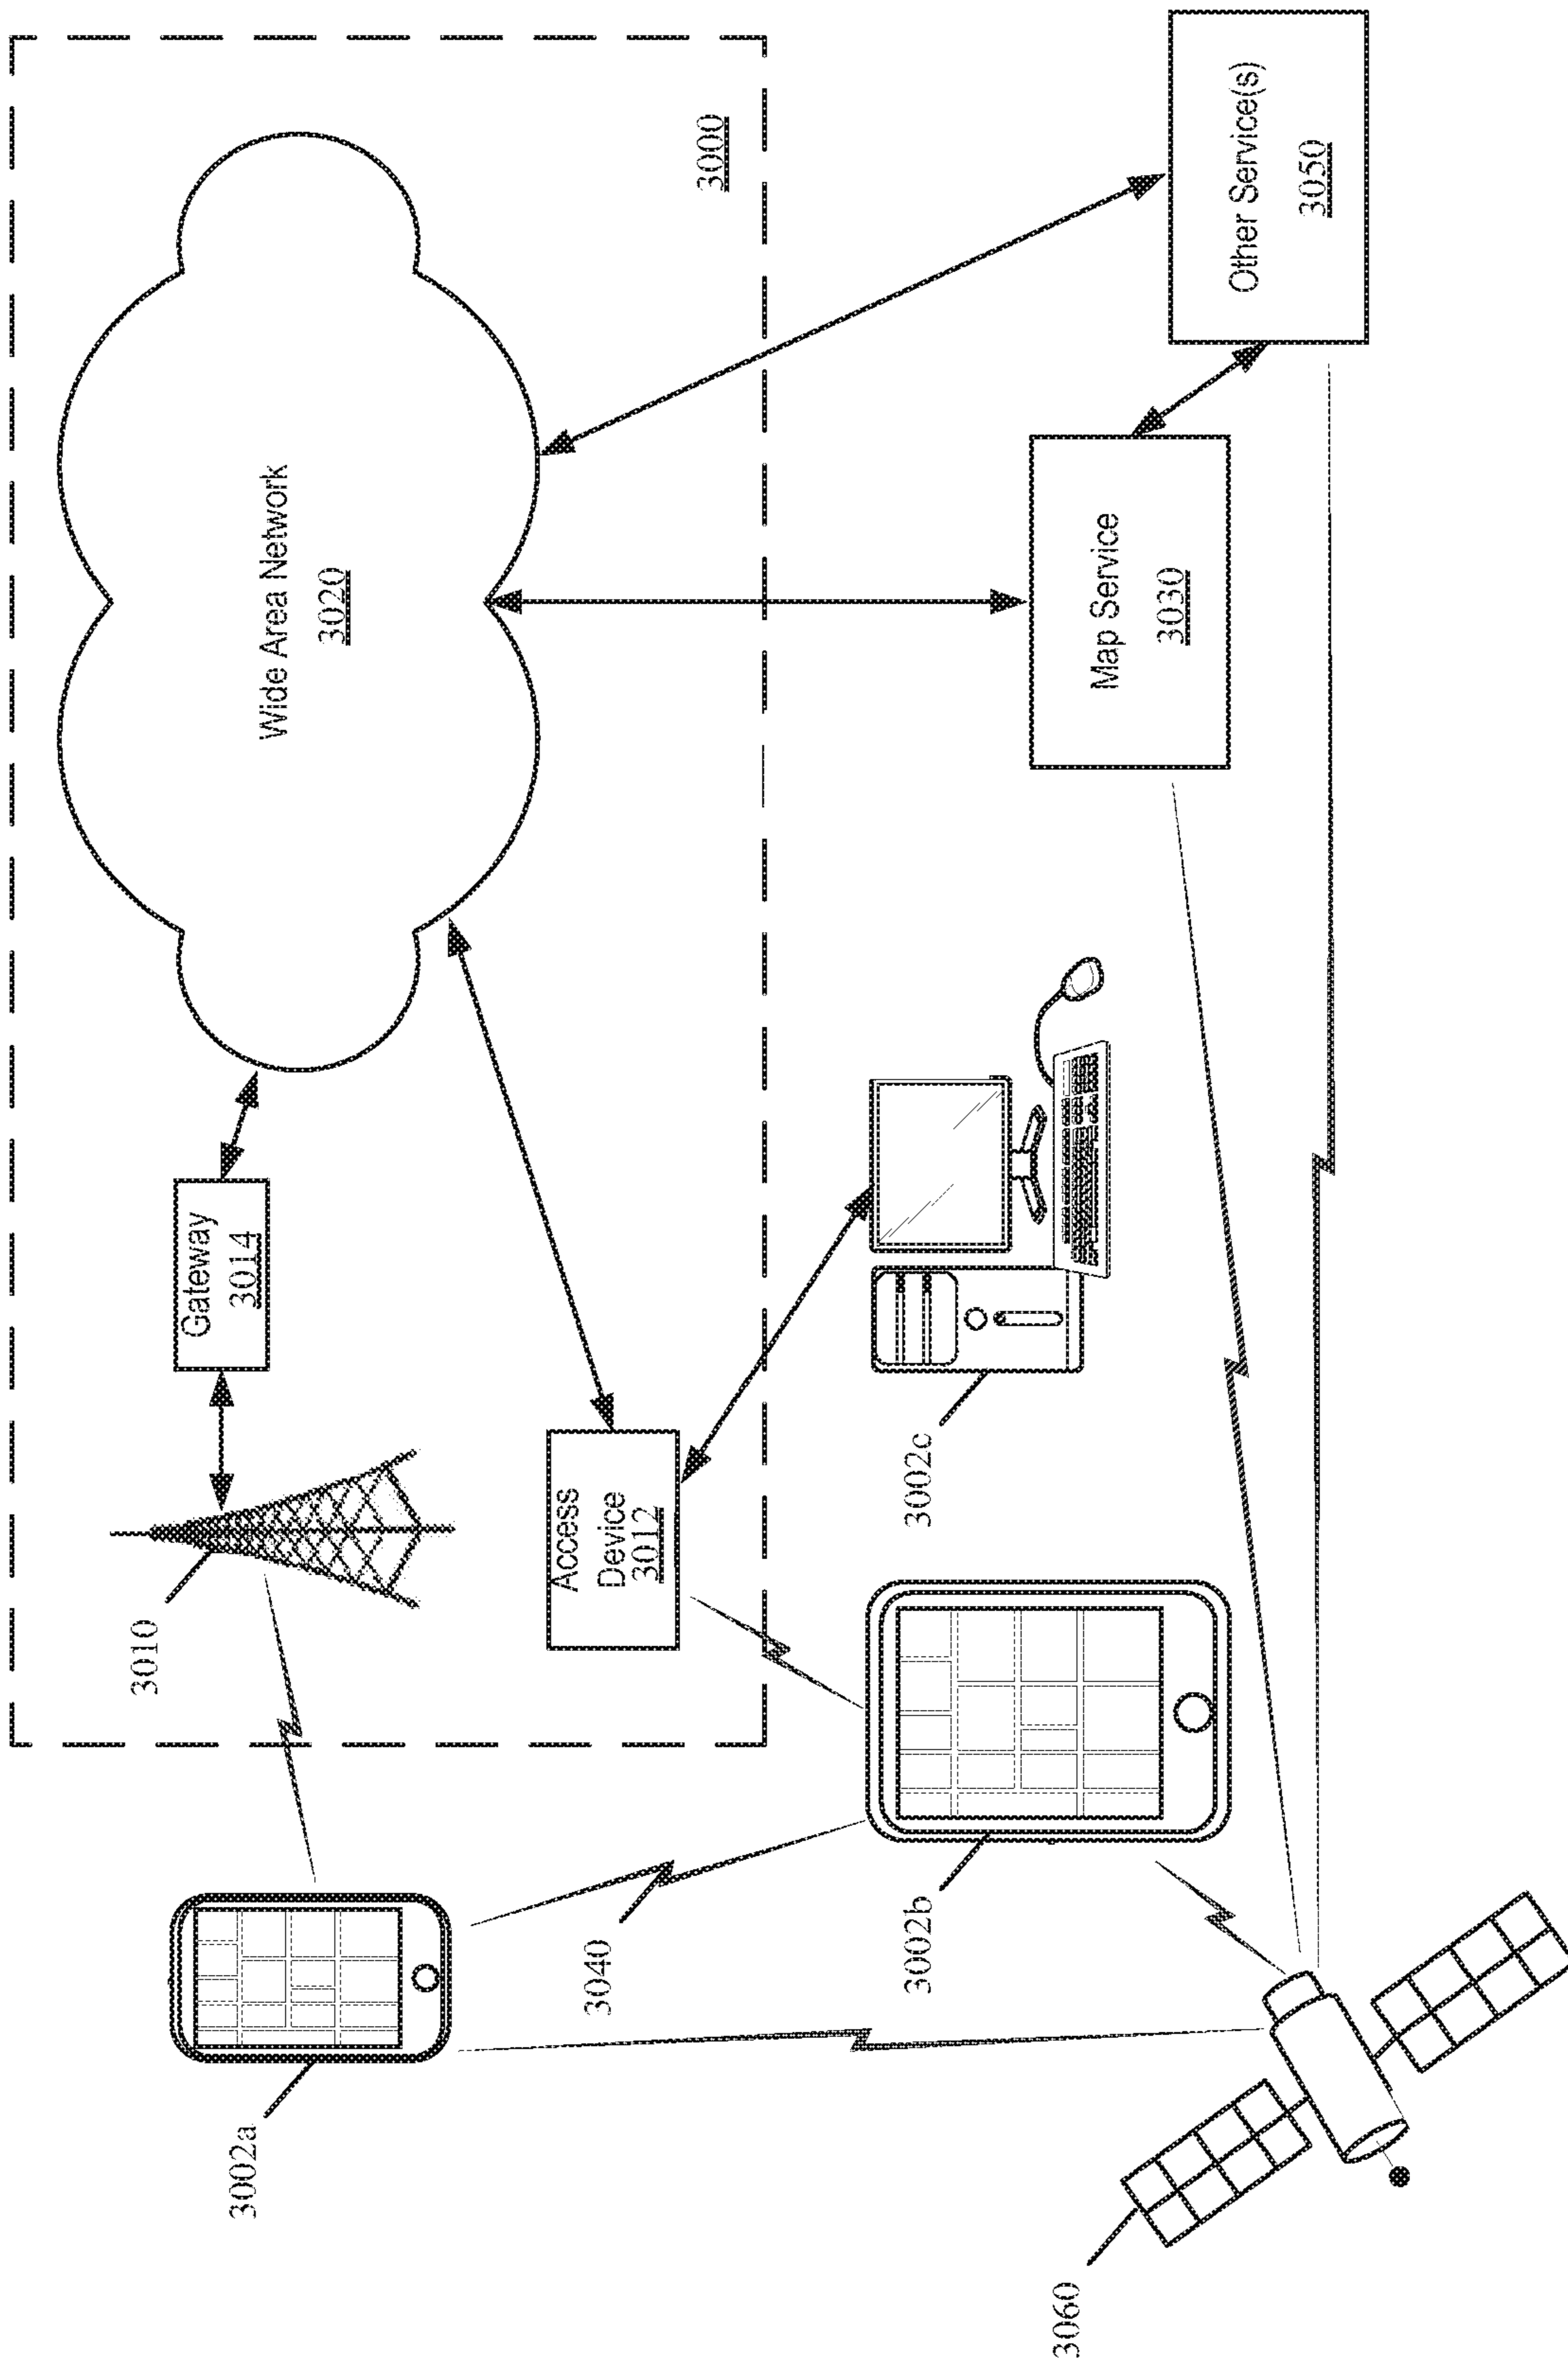 3002a
3010
Gateway
3014
Wide Area Network
3020
3040
Access
Device
3012
3000
3002b
3002c
Map Service
3030
3060
Other Service(s)
3050